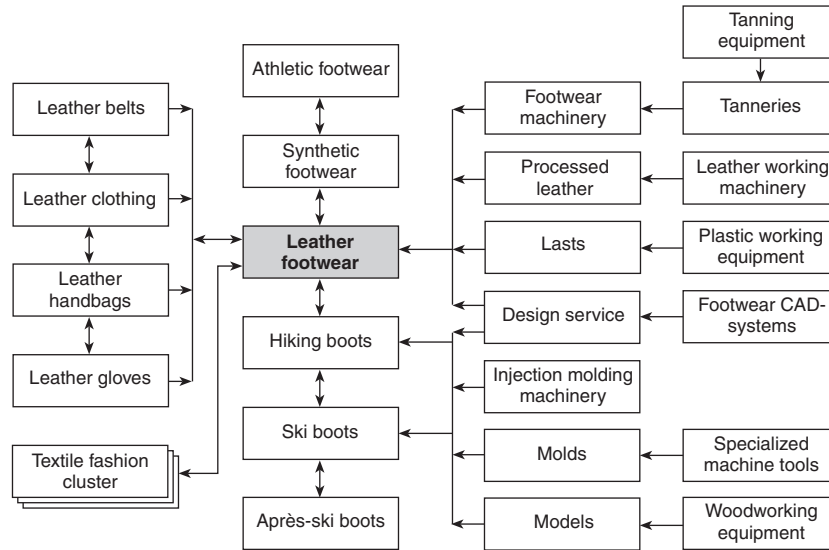 Tanning
equipment
Athletic footwear
Leather belts
Footwear
machinery
Tanneries
Synthetic
footwear
Processed
leather
Leather working
machinery
Leather clothing
Leather
footwear
Lasts
Plastic working
equipment
Leather
handbags
Design service
Footwear CAD-
systems
Hiking boots
Leather gloves
Injection molding
machinery
Ski boots
Textile fashion
cluster
Molds
Specialized
machine tools
Après-ski boots
Models
Woodworking
equipment